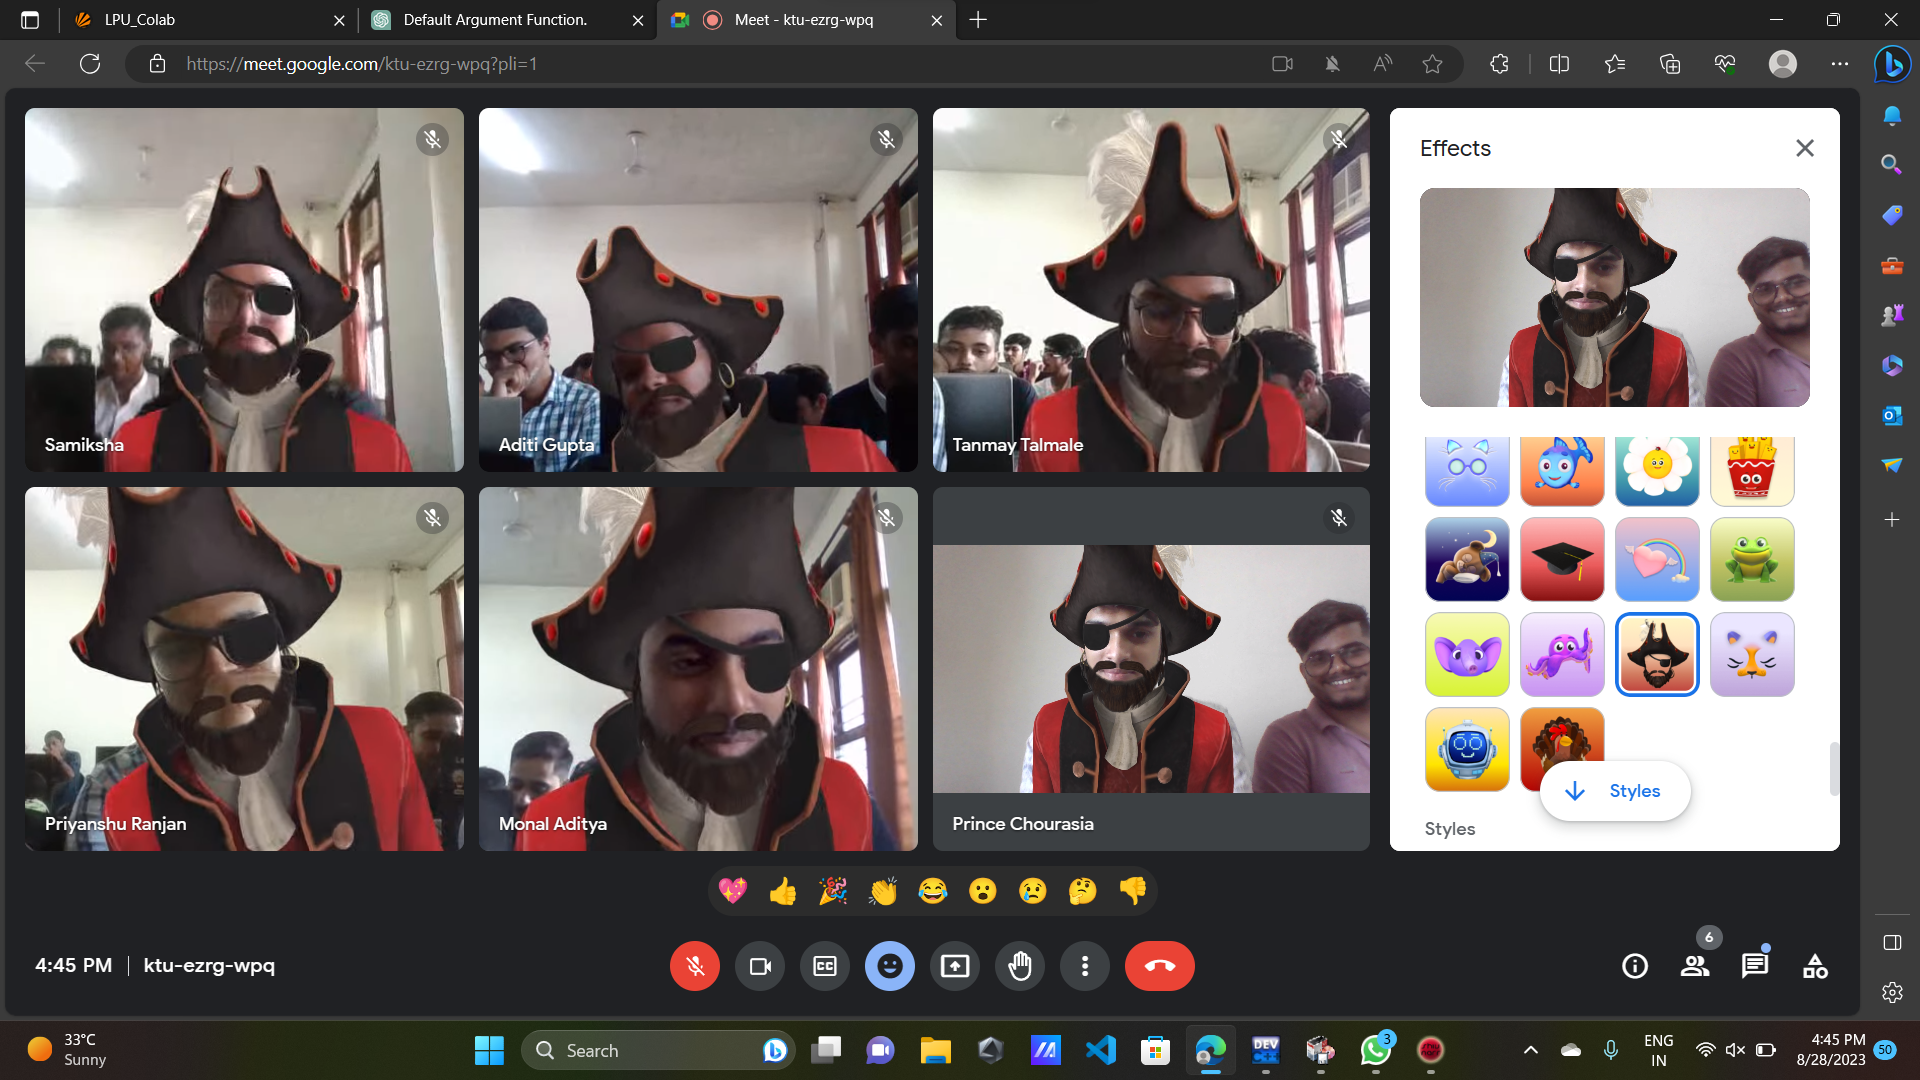 LPU_Colab
Default Argument Function.
Meet - ktu-ezrg-wpq
https://meet.google.com/ktu-ezrg-wpq?pli=1
Samiksha
Aditi Gupta
Tanmay Talmale
Priyanshu Ranjan
Monal Aditya
Prince Chourasia
Effects
Styles
Styles
4:45 PM
ktu-ezrg-wpq
CC
6
33°C
Sunny
Search
DEV
C++
3
ENG
IN
4:45 PM
8/28/2023
50